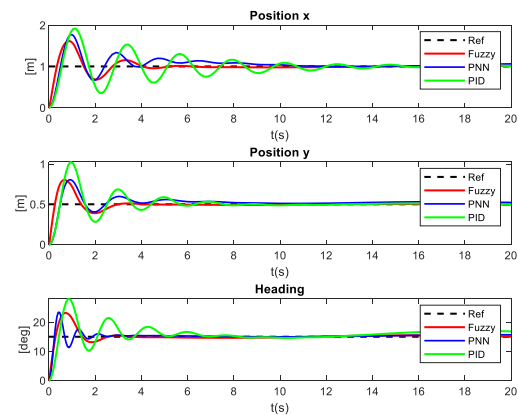 Position x
2
1
0
[m]
Ref
Fuzzy
PNN
PID
0 2 4 6 8 10 12 14 16 18 20
t(s)
Position y
1
0.5
0
[m]
Ref
Fuzzy
PNN
PID
0 2 4 6 8 10 12 14 16 18 20
t(s)
Heading
20
10
0
[deg]
Ref
Fuzzy
PNN
PID
0 2 4 6 8 10 12 14 16 18 20
t(s)